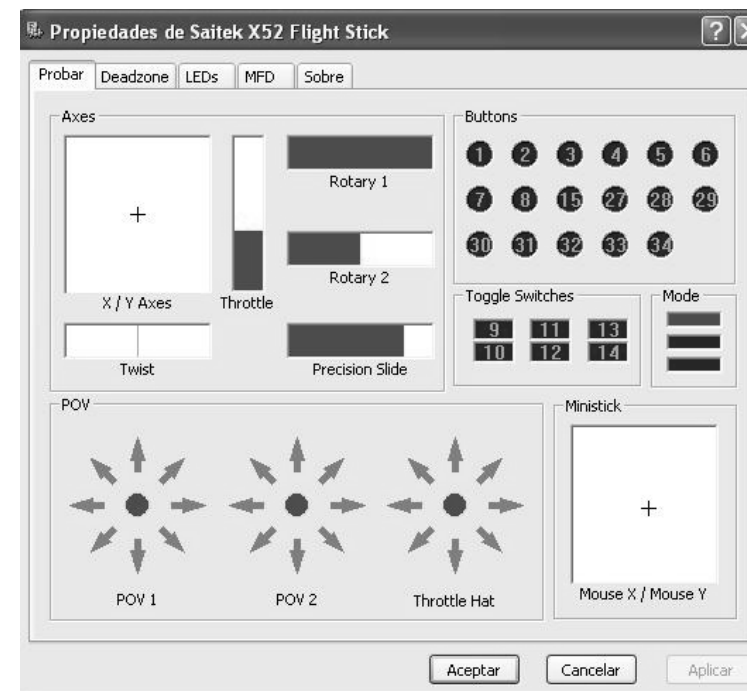 Propiedades de Saitek X52 Flight Stick
Probar Deadzone LEDs MFD Sobre
Axes
X / Y Axes
Throttle
Rotary 1
Rotary 2
Twist
Precision Slide
Buttons
1 2 3 4 5 6
7 8 15 27 28 29
30 31 32 33 34
Toggle Switches
9 11 13
10 12 14
Mode
POV
POV 1
POV 2
Throttle Hat
Ministick
Mouse X / Mouse Y
Aceptar Cancelar Aplicar